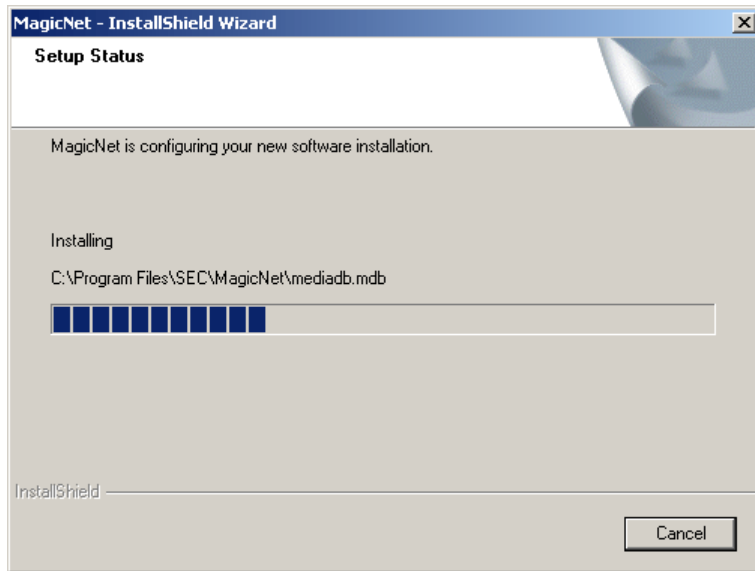 MagicNet - InstallShield Wizard
Setup Status
MagicNet is configuring your new software installation.
Installing
C:\Program Files\SEC\MagicNet\mediadb.mdb
InstallShield
Cancel